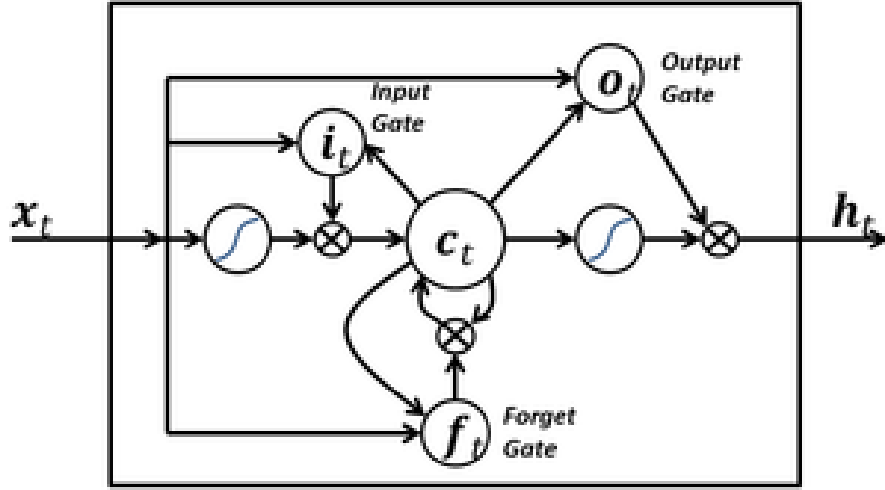 o_t
Output
Gate
Input
Gate
i_t
x_t
c_t
h_t
f_t
Forget
Gate